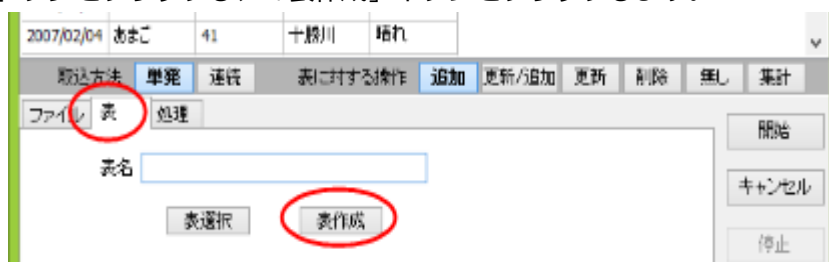 2007/02/04 あまご 41 十勝川 晴れ
取込方法 単発 連続 表に対する操作 追加 更新/追加 更新 削除 無し 集計
ファイル 表 処理
開始
表名
キャンセル
表選択 表作成
停止